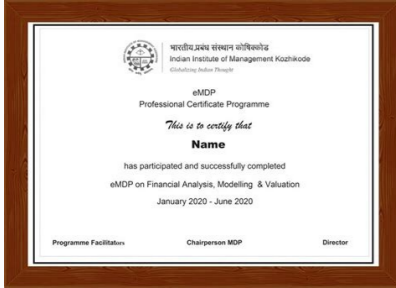 भारतीय प्रबंध संस्थान कोषिक्कोड
Indian Institute of Management Kozhikode
Globalizing Indian Thought
eMDP
Professional Certificate Programme
This is to certify that
Name
has participated and successfully completed
eMDP on Financial Analysis, Modelling & Valuation
January 2020 - June 2020
Programme Facilitators Chairperson MDP Director